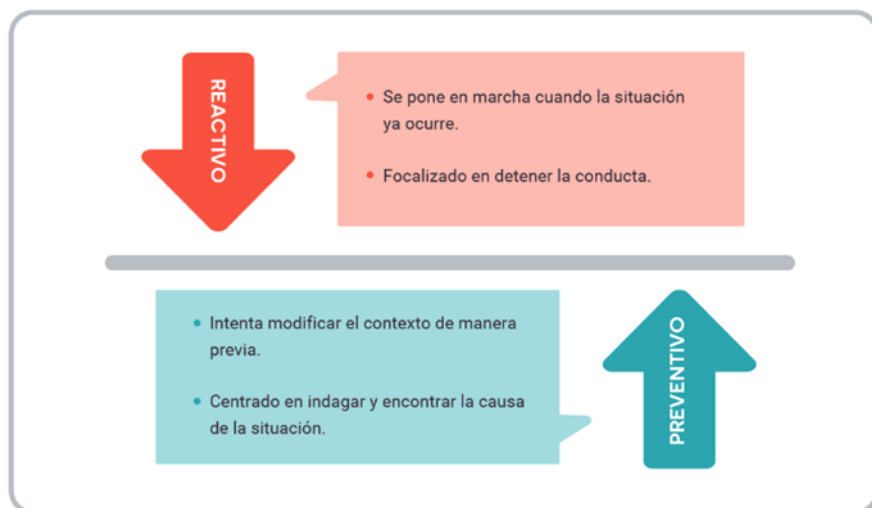 REACTIVO
• Se pone en marcha cuando la situación
ya ocurre.
• Focalizado en detener la conducta.
• Intenta modificar el contexto de manera
previa.
• Centrado en indagar y encontrar la causa
de la situación.
PREVENTIVO